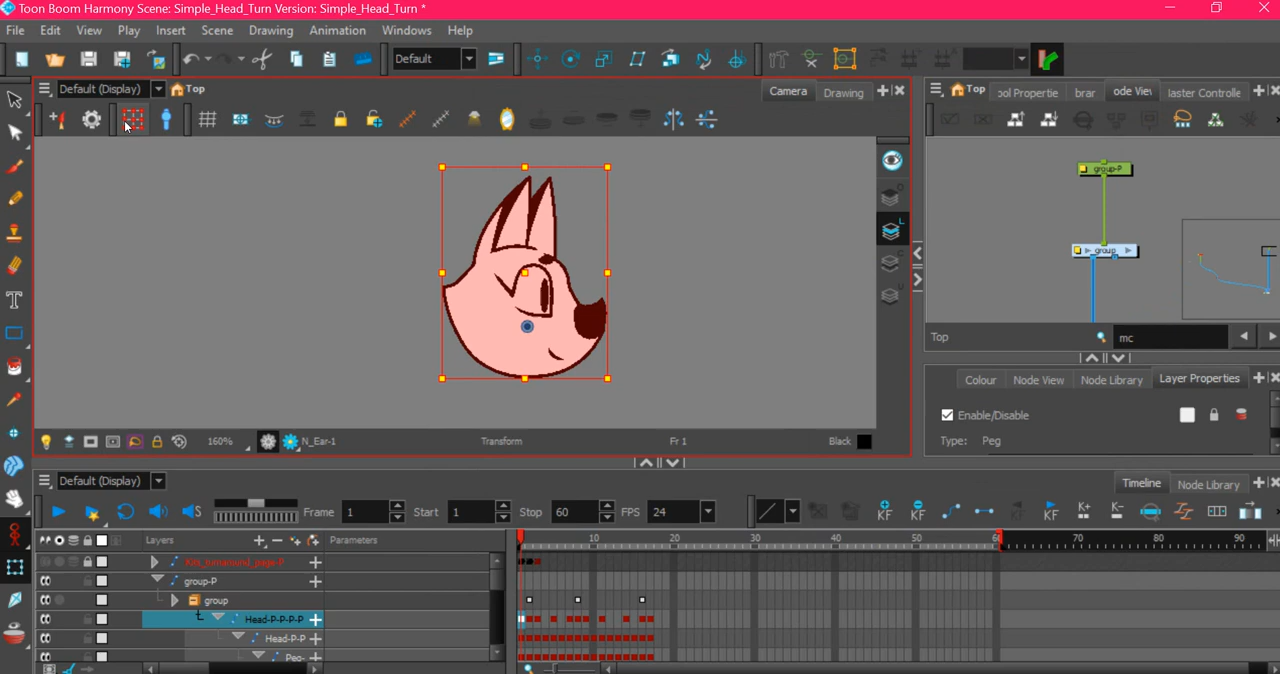 Toon Boom Harmony Scene: Simple_Head_Turn Version: Simple_Head_Turn *
File Edit View Play Insert Scene Drawing Animation Windows Help
Default
Default (Display) Top Camera Drawing
Top ool Propertie brar ode Viev laster Controlle
group-P
group
Top mc
Colour Node View Node Library Layer Properties
Enable/Disable
Type: Peg
160% N_Ear-1 Transform Fr 1 Black
Default (Display) Timeline Node Library
Frame 1 Start 1 Stop 60 FPS 24 KF KF KF K+ K-
Layers Parameters 10 20 30 40 50 60 70 80 90
group-P
group
Head-P-P-P-P
Head-P-P
Peg-